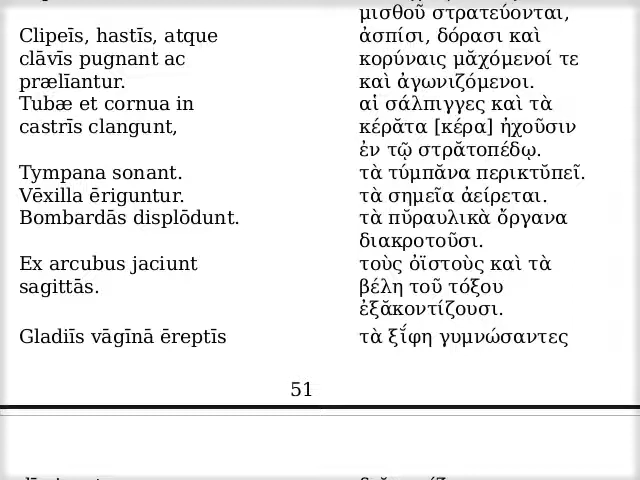 μισθοῦ στρατεύονται,
Clipeīs, hastīs, atque
clāvīs pugnant ac
prælīantur.
Tubæ et cornua in
castrīs clangunt,
Tympana sonant.
Vēxilla ēriguntur.
Bombardās displōdunt.
Ex arcubus jaciunt
sagittās.
Gladiīs vāgīnā ēreptīs
ἀσπίσι, δόρασι καὶ
κορύναις μᾰχόμενοί τε
καὶ ἀγωνιζόμενοι.
αἱ σάλπιγγες καὶ τὰ
κέρᾰτα [κέρα] ἠχοῦσιν
ἐν τῷ στρᾰτοπέδῳ.
τὰ τύμπᾰνα περικτῠπεῖ.
τὰ σημεῖα ἀείρεται.
τὰ πῠραυλικὰ ὄργανα
διακροτοῦσι.
τοὺς ὀϊστοὺς καὶ τὰ
βέλη τοῦ τόξου
ἐξᾰκοντίζουσι.
τὰ ξῐ́φη γυμνώσαντες
51